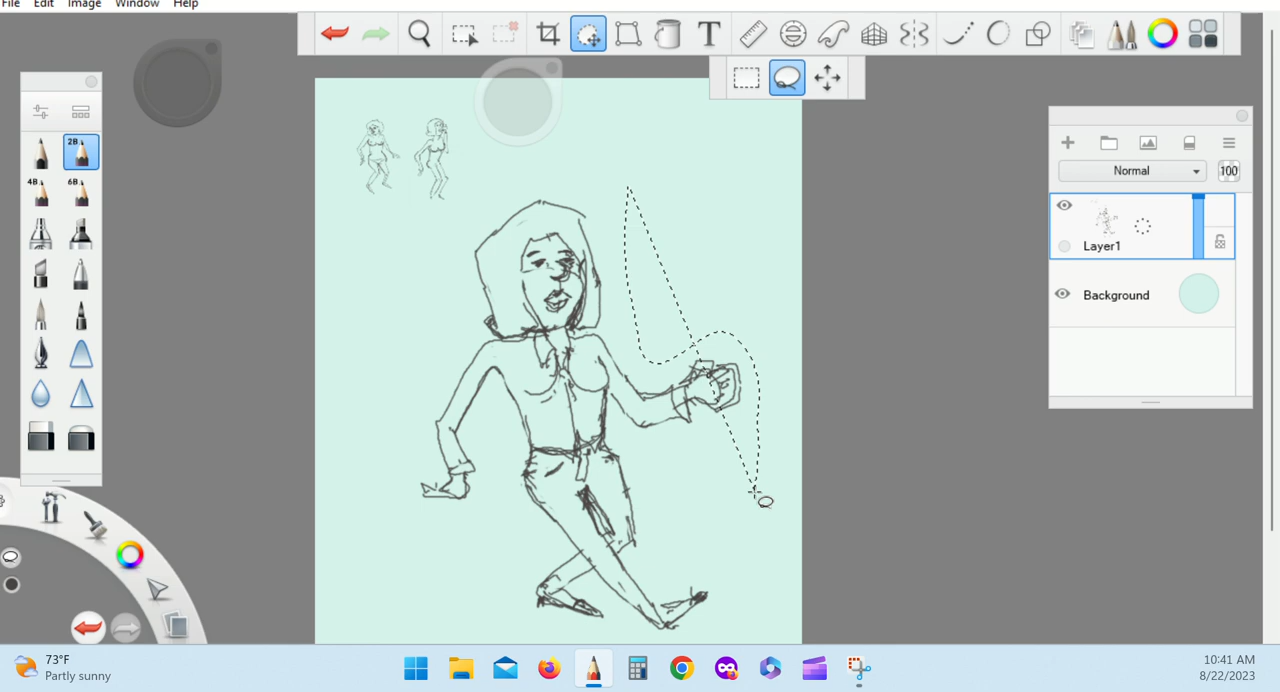 File Edit Image Window Help
T
2B
4B 6B
Normal 100
Layer1
Background
73°F
Partly sunny
10:41 AM
8/22/2023